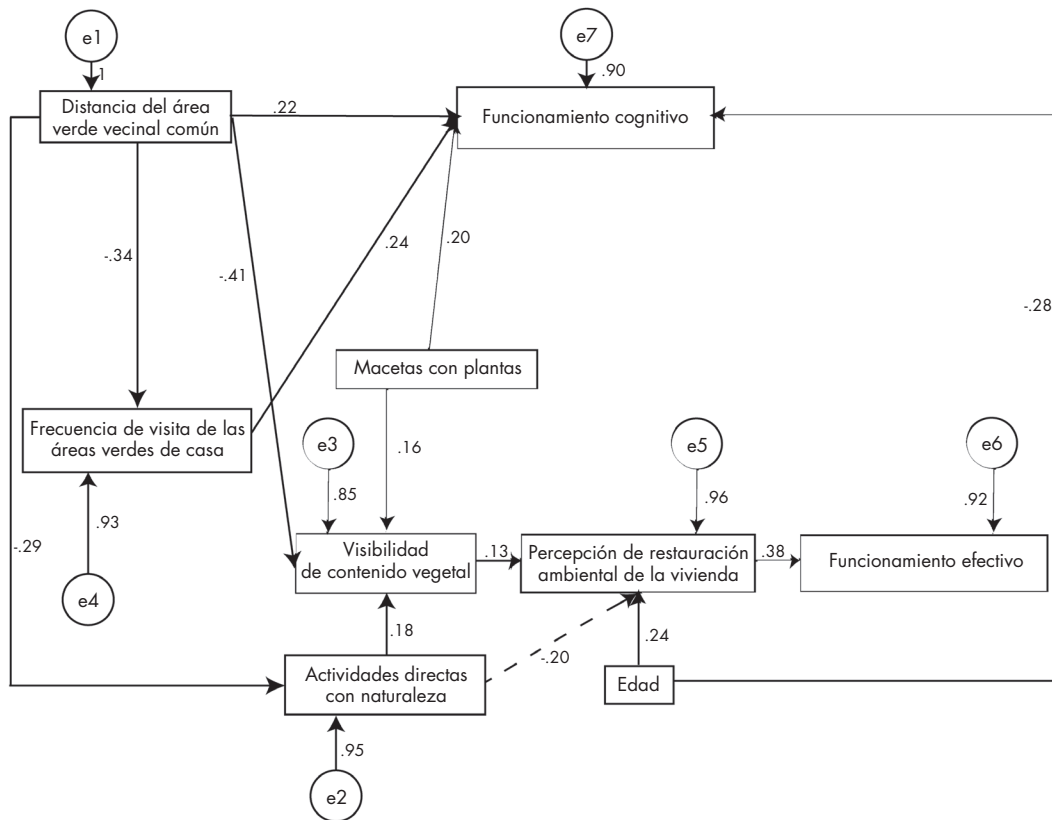 e1
e7
1
.90
Distancia del área
verde vecinal común
.22
Funcionamiento cognitivo
-.34
-.41
.24
.20
-.28
Macetas con plantas
Frecuencia de visita de las
áreas verdes de casa
e3
e5
e6
.16
.85
.96
.92
.93
-.29
Visibilidad
de contenido vegetal
.13
Percepción de restauración
ambiental de la vivienda
.38
Funcionamiento efectivo
e4
.18
-.20
.24
Actividades directas
con naturaleza
Edad
.95
e2